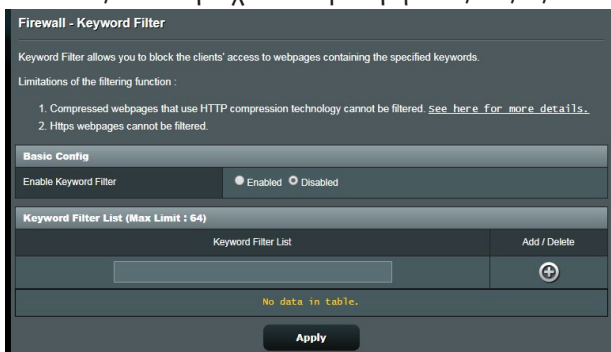 Firewall - Keyword Filter
Keyword Filter allows you to block the clients' access to webpages containing the specified keywords.
Limitations of the filtering function :
1. Compressed webpages that use HTTP compression technology cannot be filtered. See here for more details.
2. Https webpages cannot be filtered.
Basic Config
Enable Keyword Filter Enabled Disabled
Keyword Filter List (Max Limit : 64)
Keyword Filter List Add / Delete
No data in table.
Apply